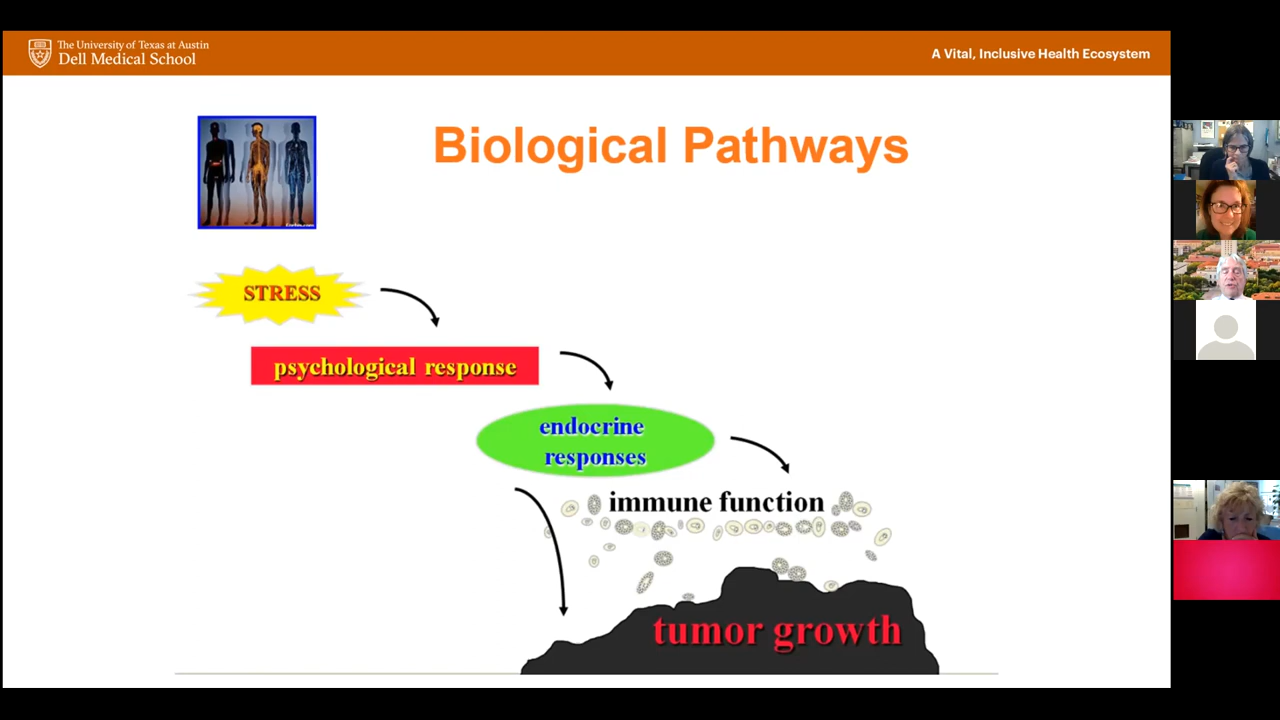 The University of Texas at Austin
Dell Medical School
A Vital, Inclusive Health Ecosystem
Biological Pathways
STRESS
psychological response
endocrine
responses
immune function
tumor growth